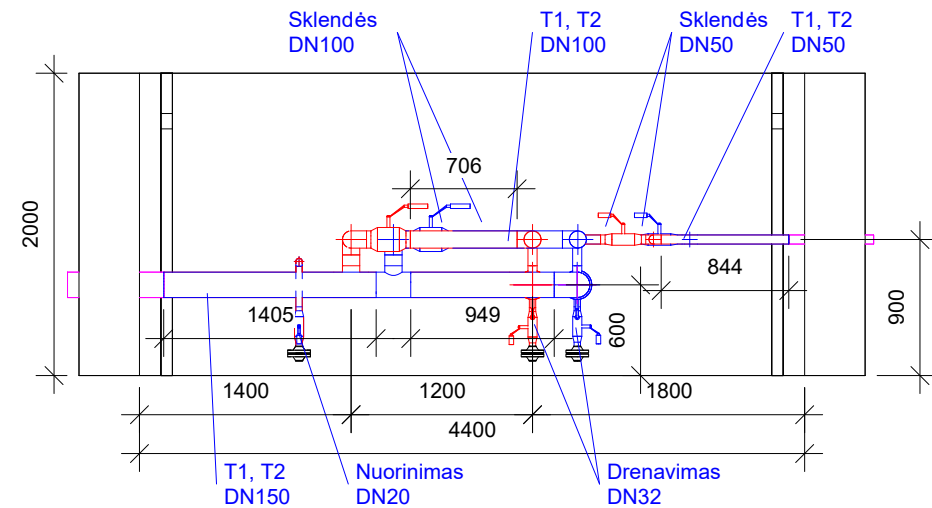 Sklendės
DN100
T1, T2
DN100
Sklendės
DN50
T1, T2
DN50
706
2000
844
1405
949
600
900
1400
1200
1800
4400
T1, T2
DN150
Nuorinimas
DN20
Drenavimas
DN32